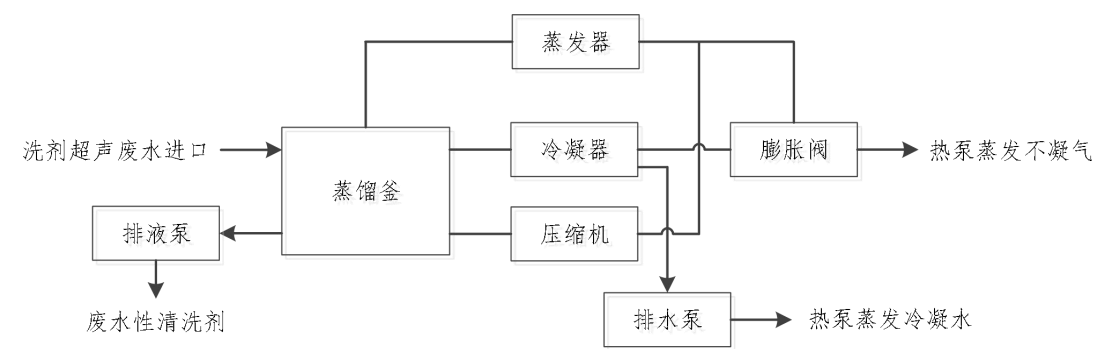 蒸发器
洗剂超声废水进口
冷凝器
膨胀阀
热泵蒸发不凝气
蒸馏釜
排液泵
压缩机
废水性清洗剂
排水泵
热泵蒸发冷凝水